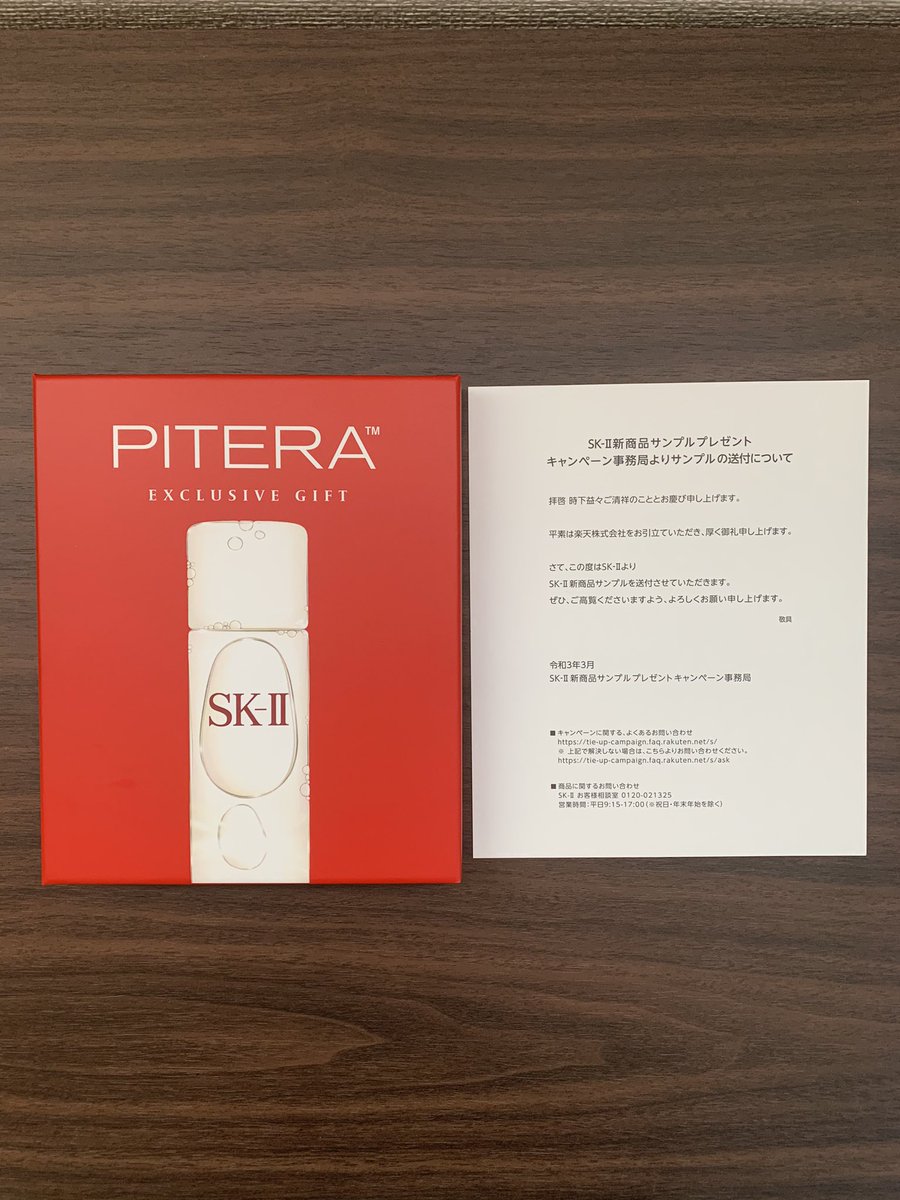 PITERA™
EXCLUSIVE GIFT
SK-II
SK-II新商品サンプルプレゼント
キャンペーン事務局よりサンプルの送付について
拝啓 時下益々ご清祥のこととお慶び申し上げます。
平素は楽天株式会社をお引立ていただき、厚く御礼申し上げます。
さて、この度はSK-IIより
SK-II新商品サンプルを送付させていただきます。
ぜひ、ご高覧くださいますよう、よろしくお願い申し上げます。
敬具
令和3年3月
SK-II新商品サンプルプレゼントキャンペーン事務局
■キャンペーンに関する、よくあるお問い合わせ
https://tie-up-campaign.faq.rakuten.net/s/
※ 上記で解決しない場合は、こちらよりお問い合わせください。
https://tie-up-campaign.faq.rakuten.net/s/ask
■商品に関するお問い合わせ
SK-II お客様相談室 0120-021325
営業時間:平日9:15-17:00(※祝日・年末年始を除く)